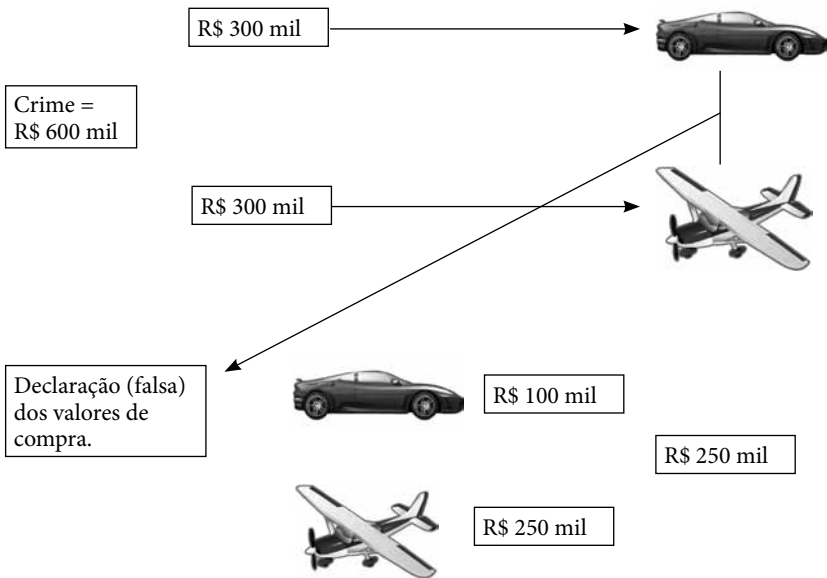 R$ 300 mil
Crime =
R$ 600 mil
R$ 300 mil
Declaração (falsa)
dos valores de
compra.
R$ 100 mil
R$ 250 mil
R$ 250 mil